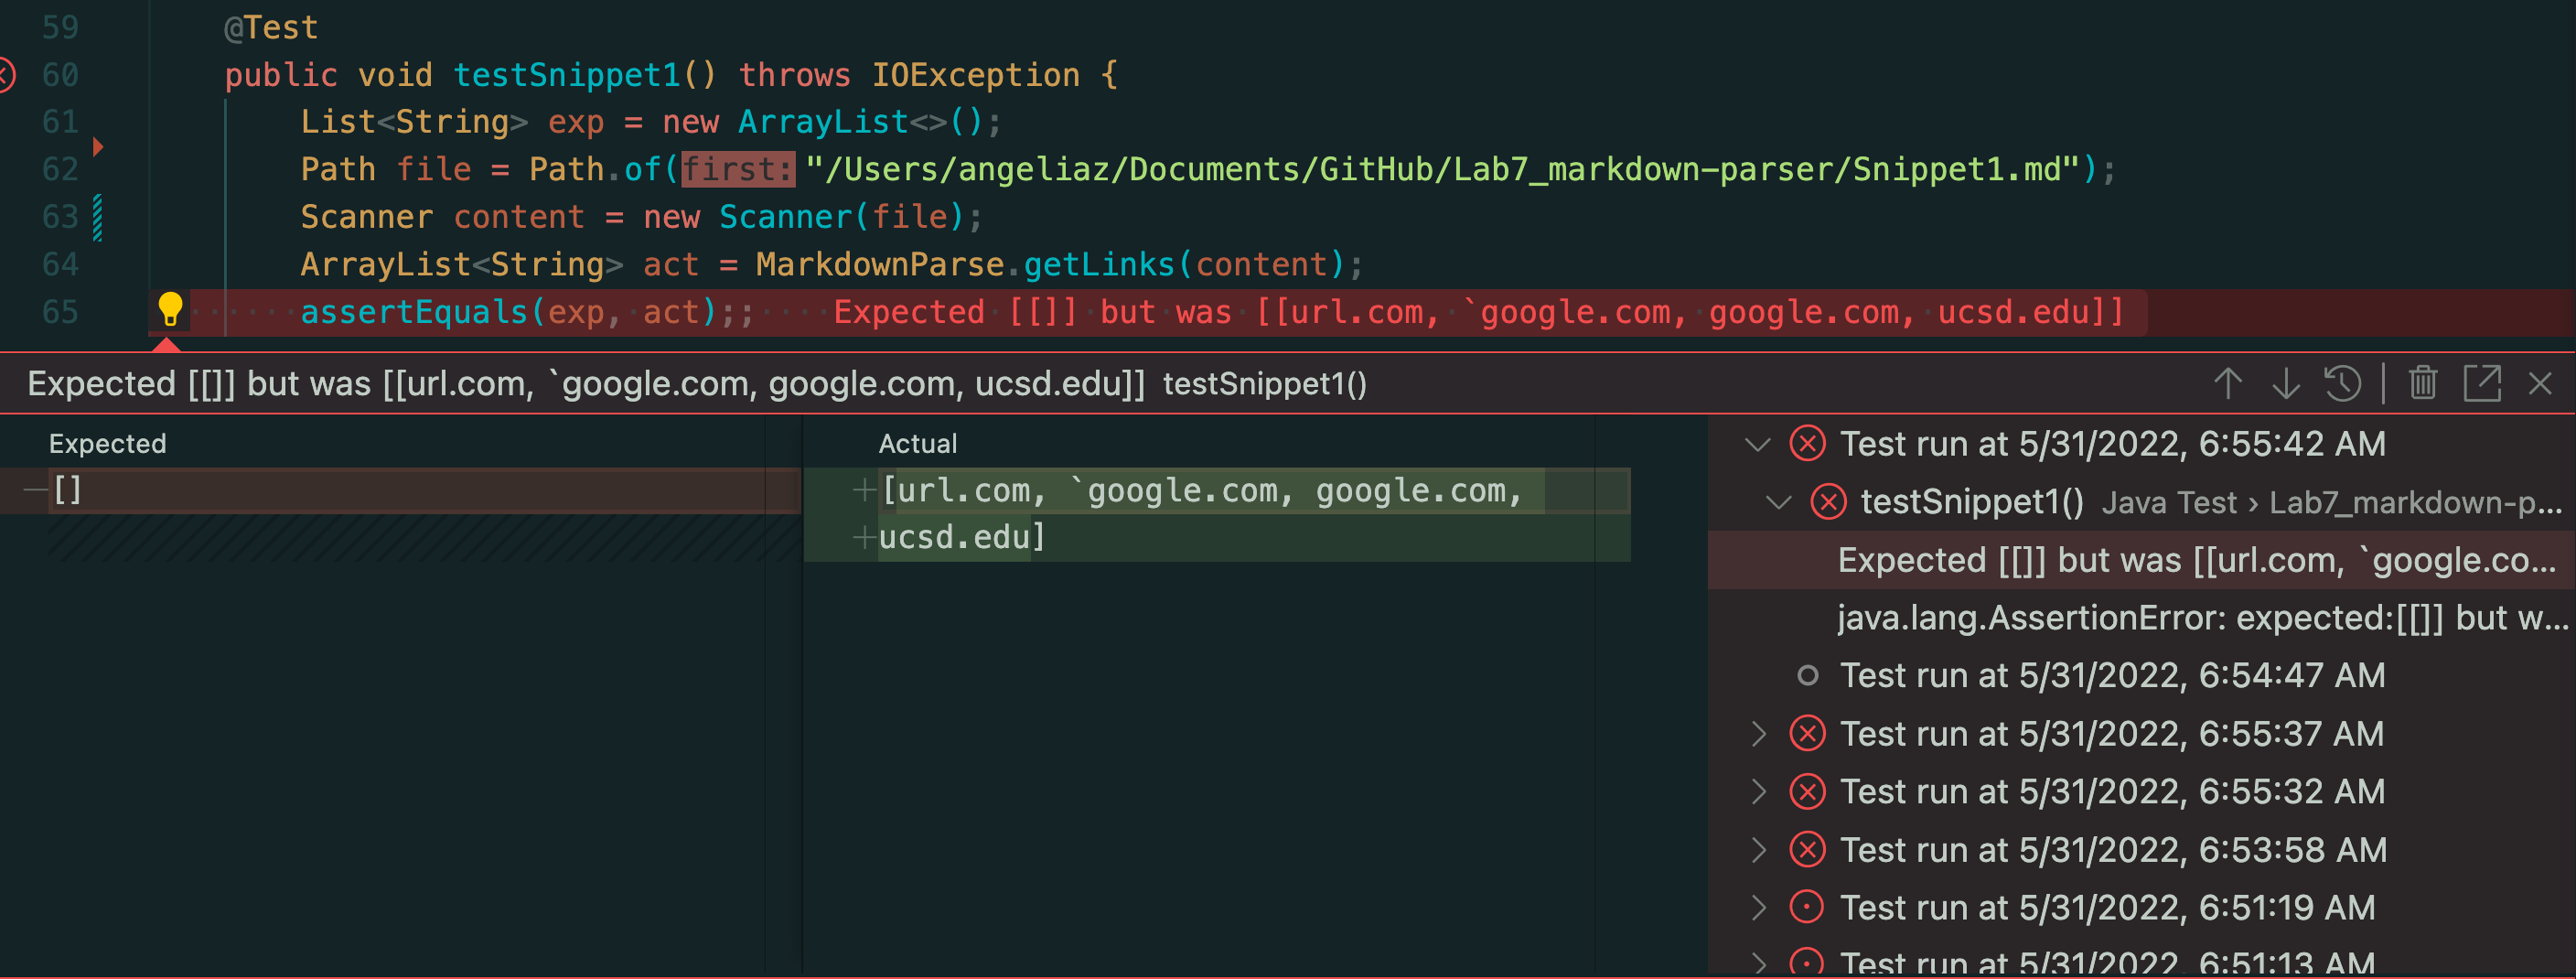 59 @Test
60 public void testSnippet1() throws IOException {
61 List<String> exp = new ArrayList<>();
62 Path file = Path.of(first:"/Users/angeliaz/Documents/GitHub/Lab7_markdown-parser/Snippet1.md");
63 Scanner content = new Scanner(file);
64 ArrayList<String> act = MarkdownParse.getLinks(content);
65 assertEquals(exp, act);; Expected [[]] but was [[url.com, `google.com, google.com, ucsd.edu]]
Expected [[]] but was [[url.com, `google.com, google.com, ucsd.edu]] testSnippet1()
Expected
—[]
Actual
+[url.com, `google.com, google.com,
+ucsd.edu]
Test run at 5/31/2022, 6:55:42 AM
testSnippet1() Java Test › Lab7_markdown-p...
Expected [[]] but was [[url.com, `google.co...
java.lang.AssertionError: expected:[[]] but w...
Test run at 5/31/2022, 6:54:47 AM
Test run at 5/31/2022, 6:55:37 AM
Test run at 5/31/2022, 6:55:32 AM
Test run at 5/31/2022, 6:53:58 AM
Test run at 5/31/2022, 6:51:19 AM
Test run at 5/31/2022, 6:51:13 AM